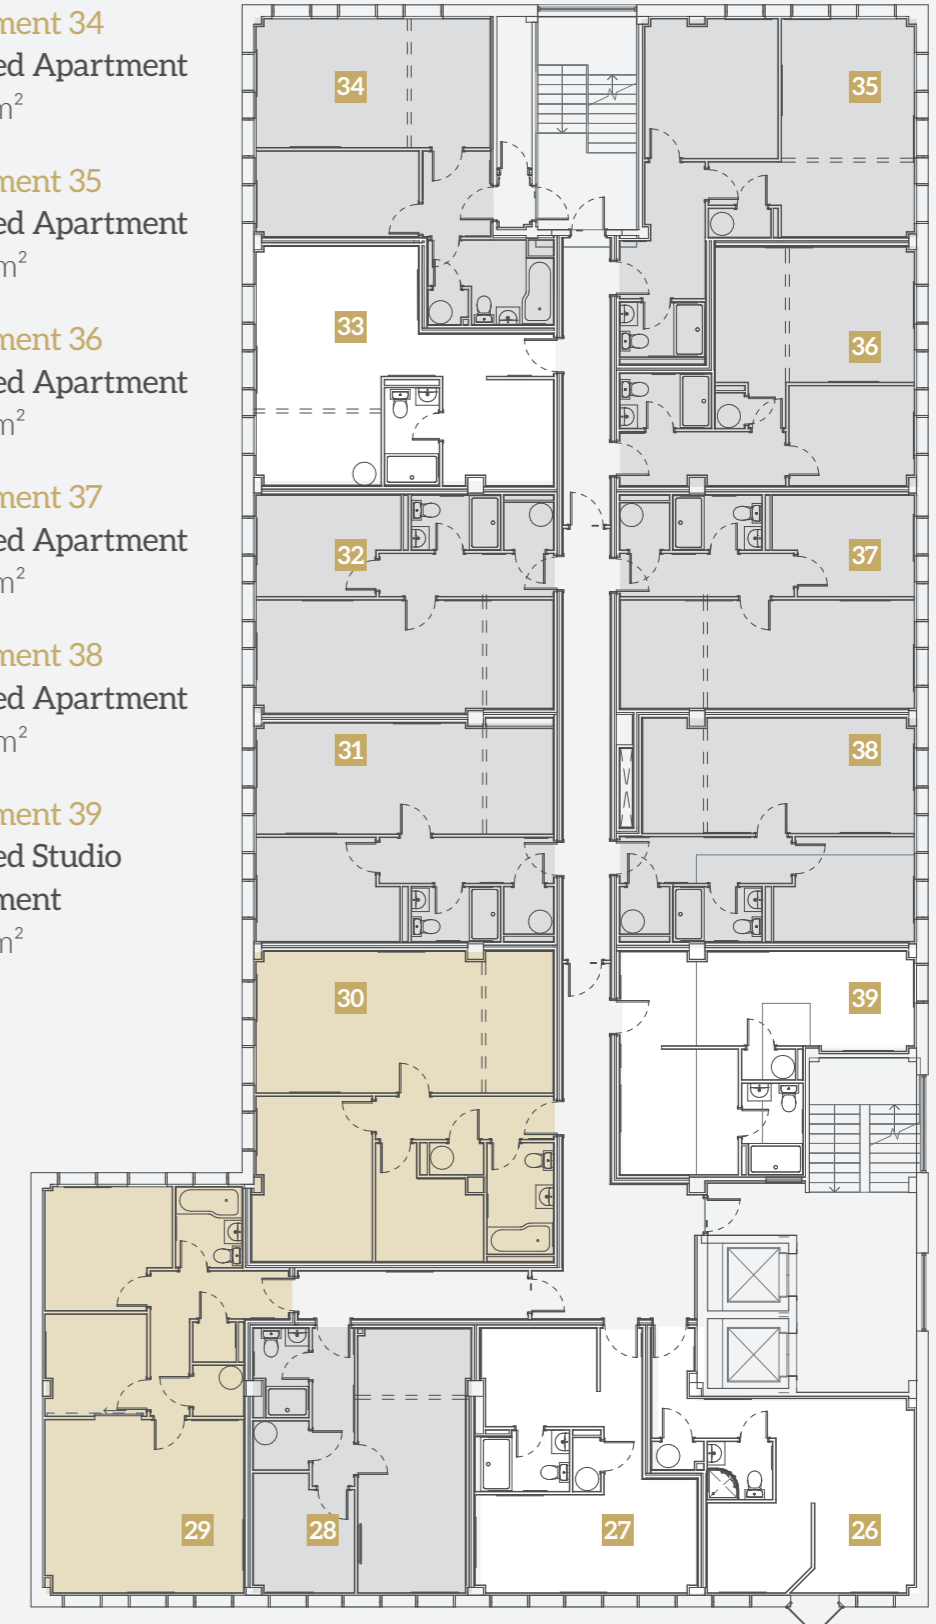 ment 34
ed Apartment
m²
ment 35
ed Apartment
m²
ment 36
ed Apartment
m²
ment 37
ed Apartment
m²
ment 38
ed Apartment
m²
ment 39
ed Studio
ment
m²
34
35
33
36
32
37
31
38
30
39
29
28
27
26